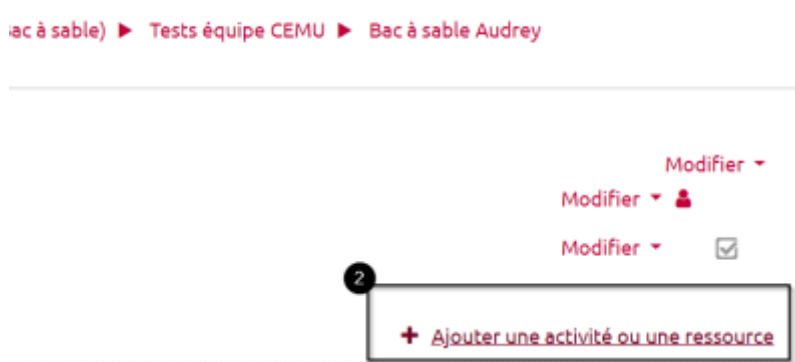 ac à sable) ▶ Tests équipe CEMU ▶ Bac à sable Audrey
Modifier
Modifier
Modifier
2
+ Ajouter une activité ou une ressource